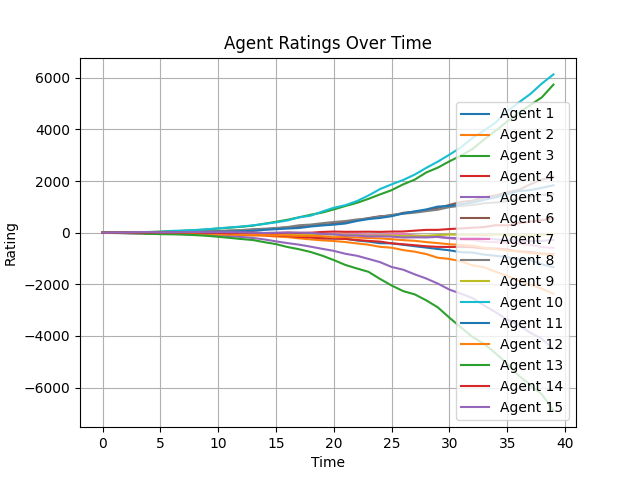 Agent Ratings Over Time
6000
4000
2000
0
−2000
−4000
−6000
Rating
0 5 10 15 20 25 30 35 40
Time
Agent 1
Agent 2
Agent 3
Agent 4
Agent 5
Agent 6
Agent 7
Agent 8
Agent 9
Agent 10
Agent 11
Agent 12
Agent 13
Agent 14
Agent 15